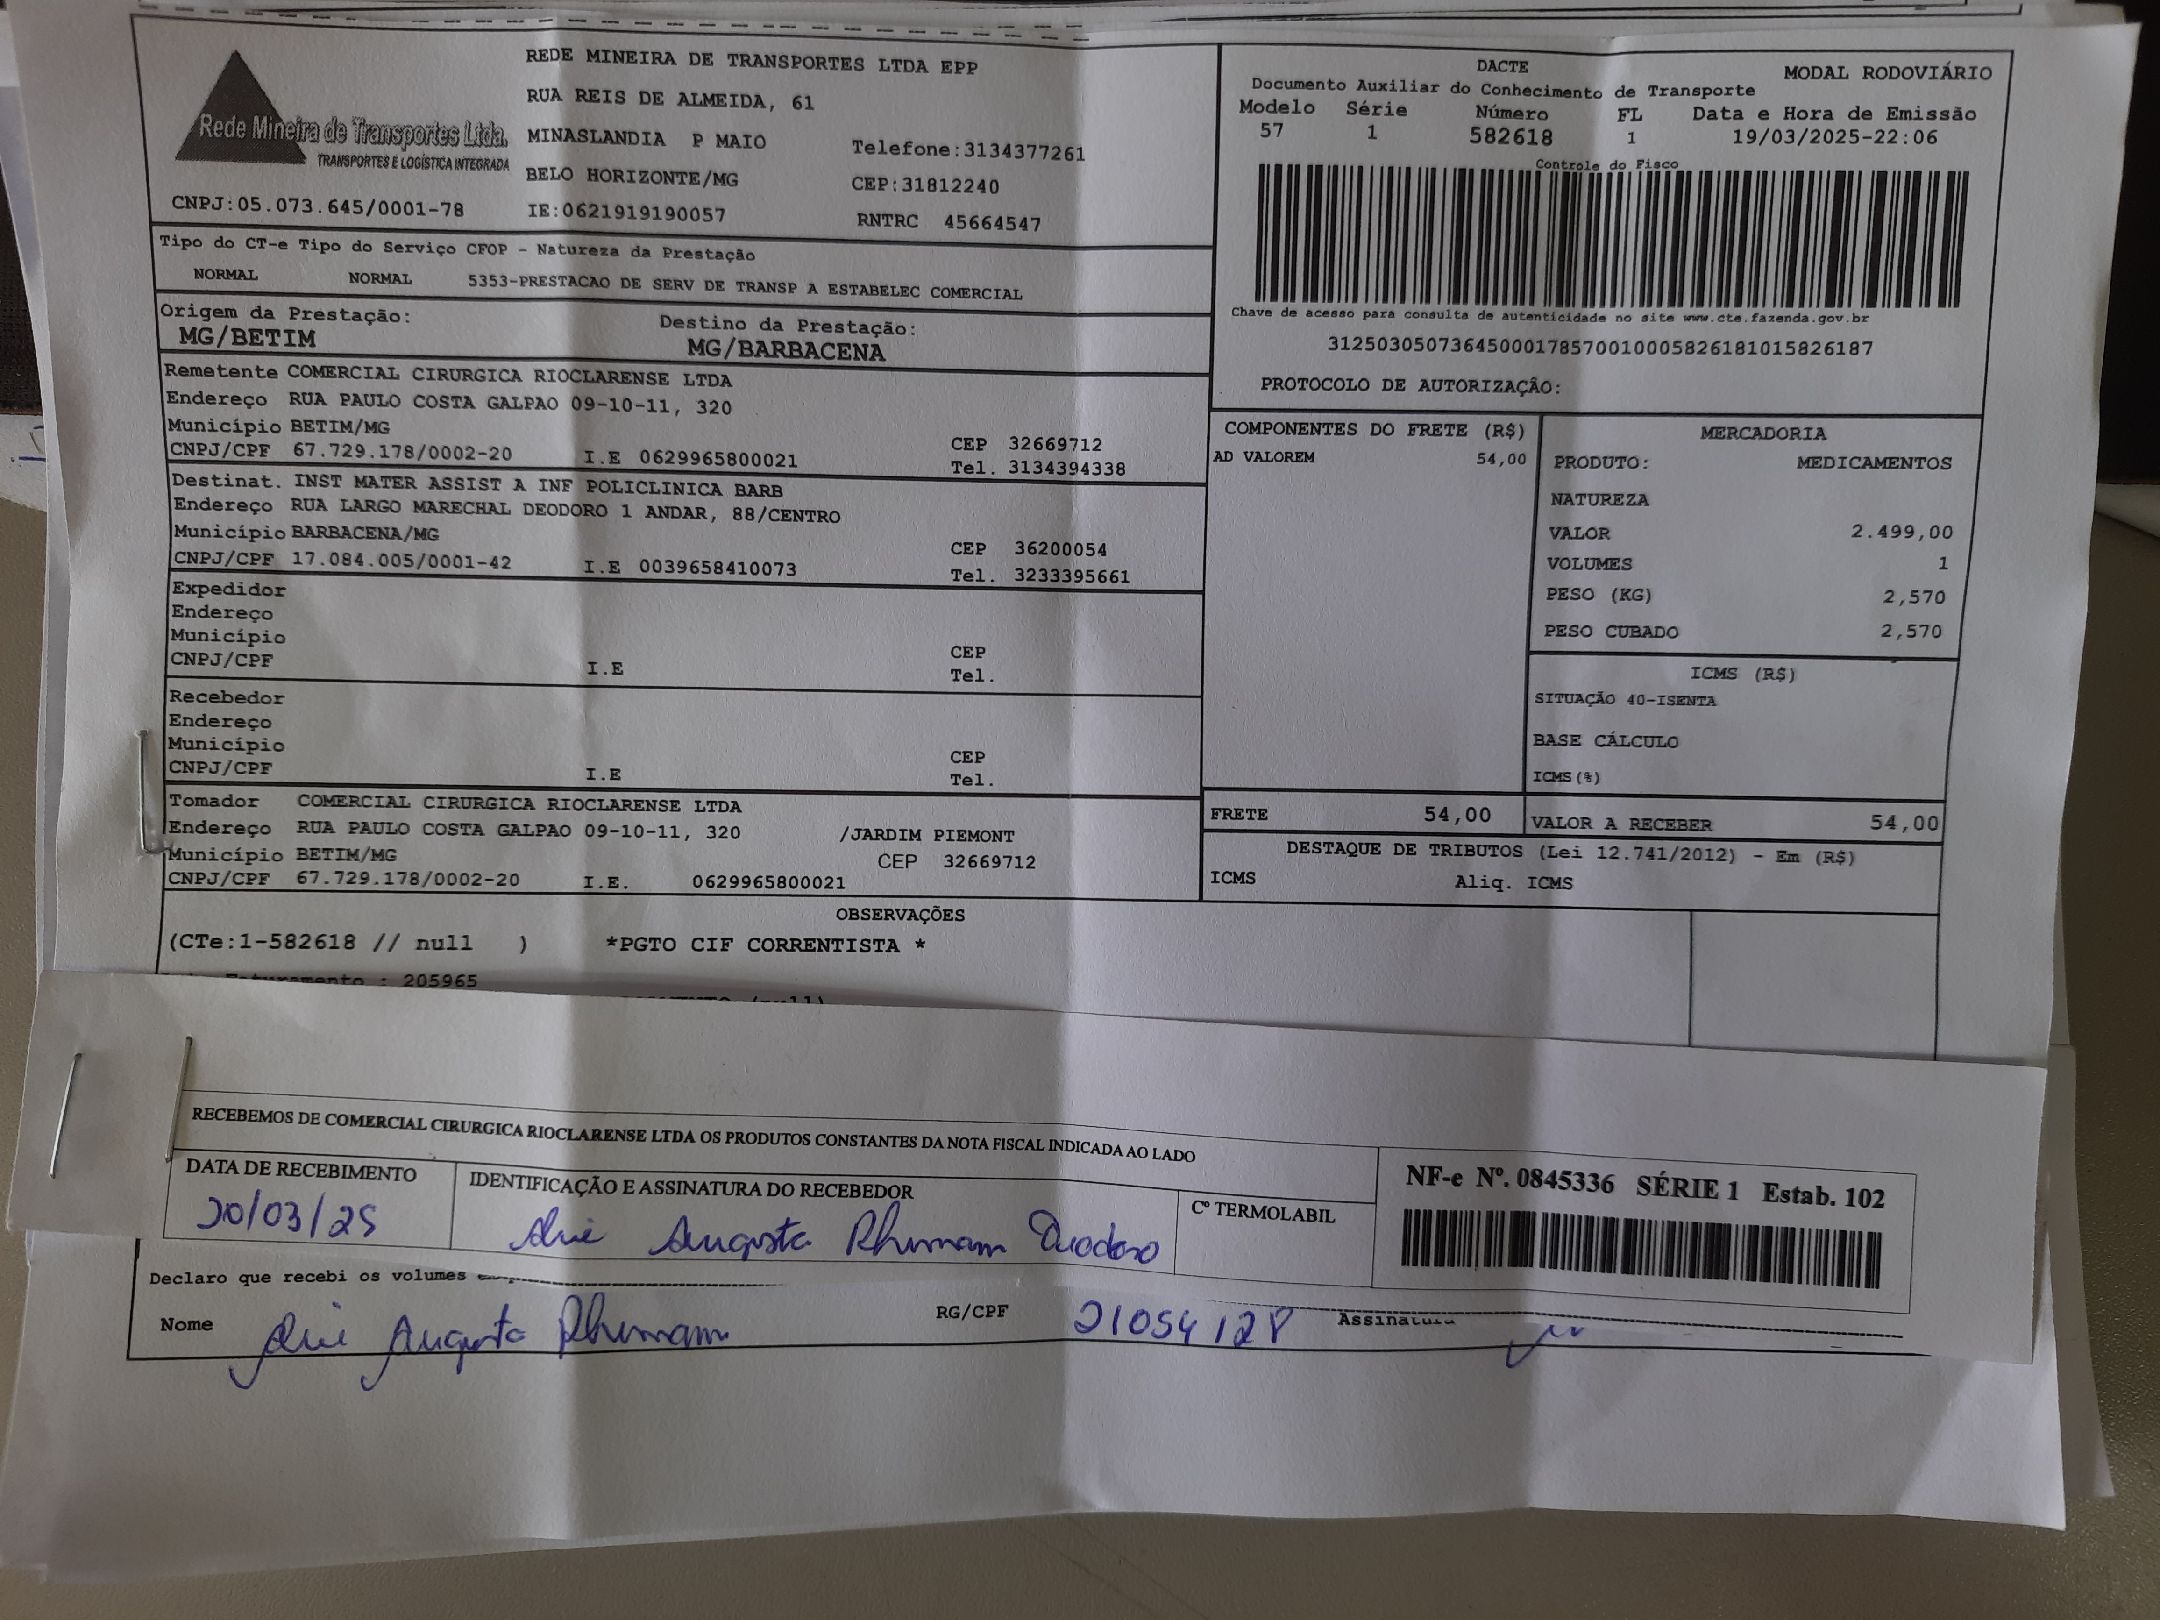 Rede Mineira de Transportes Ltda.
TRANSPORTES E LOGÍSTICA INTEGRADA
CNPJ:05.073.645/0001-78
REDE MINEIRA DE TRANSPORTES LTDA EPP
RUA REIS DE ALMEIDA, 61
MINASLANDIA P MAIO Telefone:3134377261
BELO HORIZONTE/MG CEP:31812240
IE:0621919190057 RNTRC 45664547
DACTE MODAL RODOVIÁRIO
Documento Auxiliar do Conhecimento de Transporte
Modelo Série Número FL Data e Hora de Emissão
57 1 582618 1 19/03/2025-22:06
Controle do Fisco
Chave de acesso para consulta de autenticidade no site www.cte.fazenda.gov.br
31250305073645000178570010005826181015826187
PROTOCOLO DE AUTORIZAÇÃO:
Tipo do CT-e Tipo do Serviço CFOP - Natureza da Prestação
NORMAL NORMAL 5353-PRESTACAO DE SERV DE TRANSP A ESTABELEC COMERCIAL
Origem da Prestação: Destino da Prestação:
MG/BETIM MG/BARBACENA
Remetente COMERCIAL CIRURGICA RIOCLARENSE LTDA
Endereço RUA PAULO COSTA GALPAO 09-10-11, 320
Município BETIM/MG CEP 32669712
CNPJ/CPF 67.729.178/0002-20 I.E 0629965800021 Tel. 3134394338
Destinat. INST MATER ASSIST A INF POLICLINICA BARB
Endereço RUA LARGO MARECHAL DEODORO 1 ANDAR, 88/CENTRO
Município BARBACENA/MG CEP 36200054
CNPJ/CPF 17.084.005/0001-42 I.E 0039658410073 Tel. 3233395661
Expedidor
Endereço
Município CEP
CNPJ/CPF I.E Tel.
Recebedor
Endereço
Município CEP
CNPJ/CPF I.E Tel.
Tomador COMERCIAL CIRURGICA RIOCLARENSE LTDA
Endereço RUA PAULO COSTA GALPAO 09-10-11, 320 /JARDIM PIEMONT
Município BETIM/MG CEP 32669712
CNPJ/CPF 67.729.178/0002-20 I.E. 0629965800021
COMPONENTES DO FRETE (R$)
AD VALOREM 54,00
MERCADORIA
PRODUTO: MEDICAMENTOS
NATUREZA
VALOR 2.499,00
VOLUMES 1
PESO (KG) 2,570
PESO CUBADO 2,570
ICMS (R$)
SITUAÇÃO 40-ISENTA
BASE CÁLCULO
ICMS(%)
FRETE 54,00 VALOR A RECEBER 54,00
DESTAQUE DE TRIBUTOS (Lei 12.741/2012) - Em (R$)
ICMS Aliq. ICMS
OBSERVAÇÕES
(CTe:1-582618 // null ) *PGTO CIF CORRENTISTA *
Faturamento : 205965
(null)
RECEBEMOS DE COMERCIAL CIRURGICA RIOCLARENSE LTDA OS PRODUTOS CONSTANTES DA NOTA FISCAL INDICADA AO LADO
DATA DE RECEBIMENTO IDENTIFICAÇÃO E ASSINATURA DO RECEBEDOR Cº TERMOLABIL
20/03/25 Augusto Deodoro
NF-e Nº. 0845336 SÉRIE 1 Estab. 102
Declaro que recebi os volumes
Nome Augusto RG/CPF 21054128 Assinatura